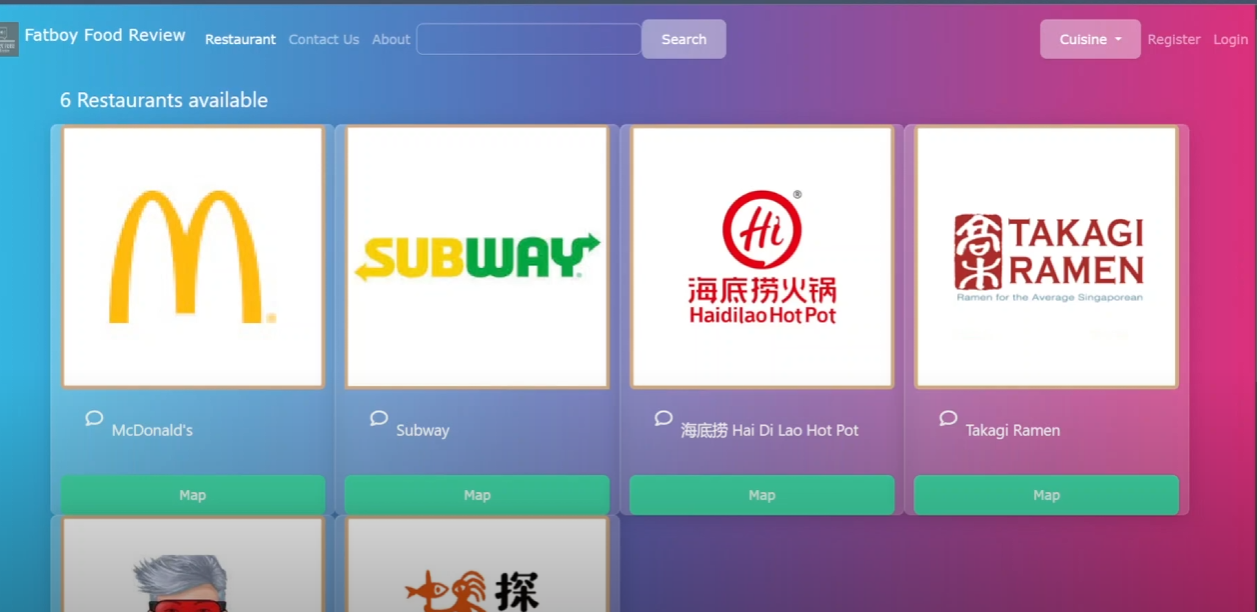 Fatboy Food Review
Restaurant
Contact Us
About
Search
Cuisine
Register
Login
6 Restaurants available
SUBWAY
Hi
®
海底捞火锅
Haidilao Hot Pot
髙木
TAKAGI
RAMEN
Ramen for the Average Singaporean
McDonald's
Subway
海底捞 Hai Di Lao Hot Pot
Takagi Ramen
Map
Map
Map
Map
探